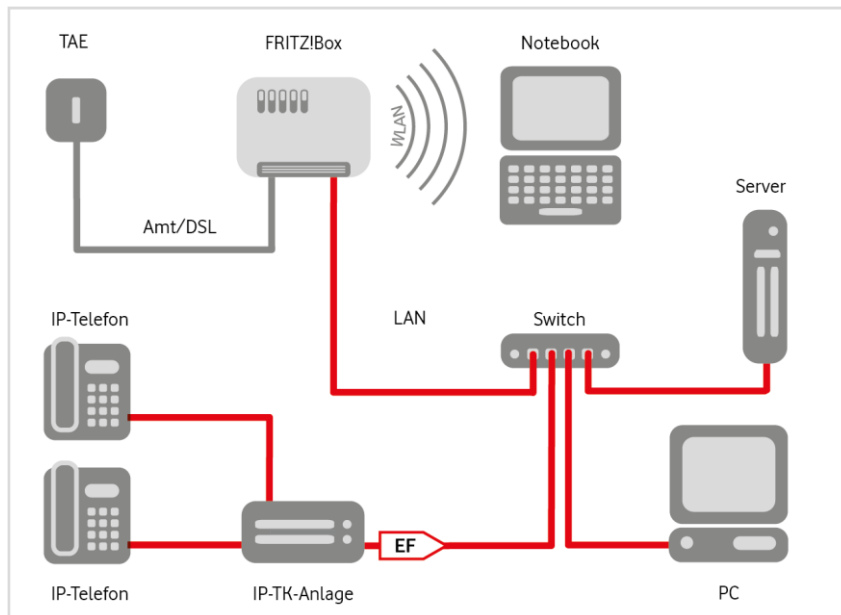 TAE
FRITZ!Box
Notebook
WLAN
Server
Amt/DSL
IP-Telefon
LAN
Switch
EF
IP-Telefon
IP-TK-Anlage
PC